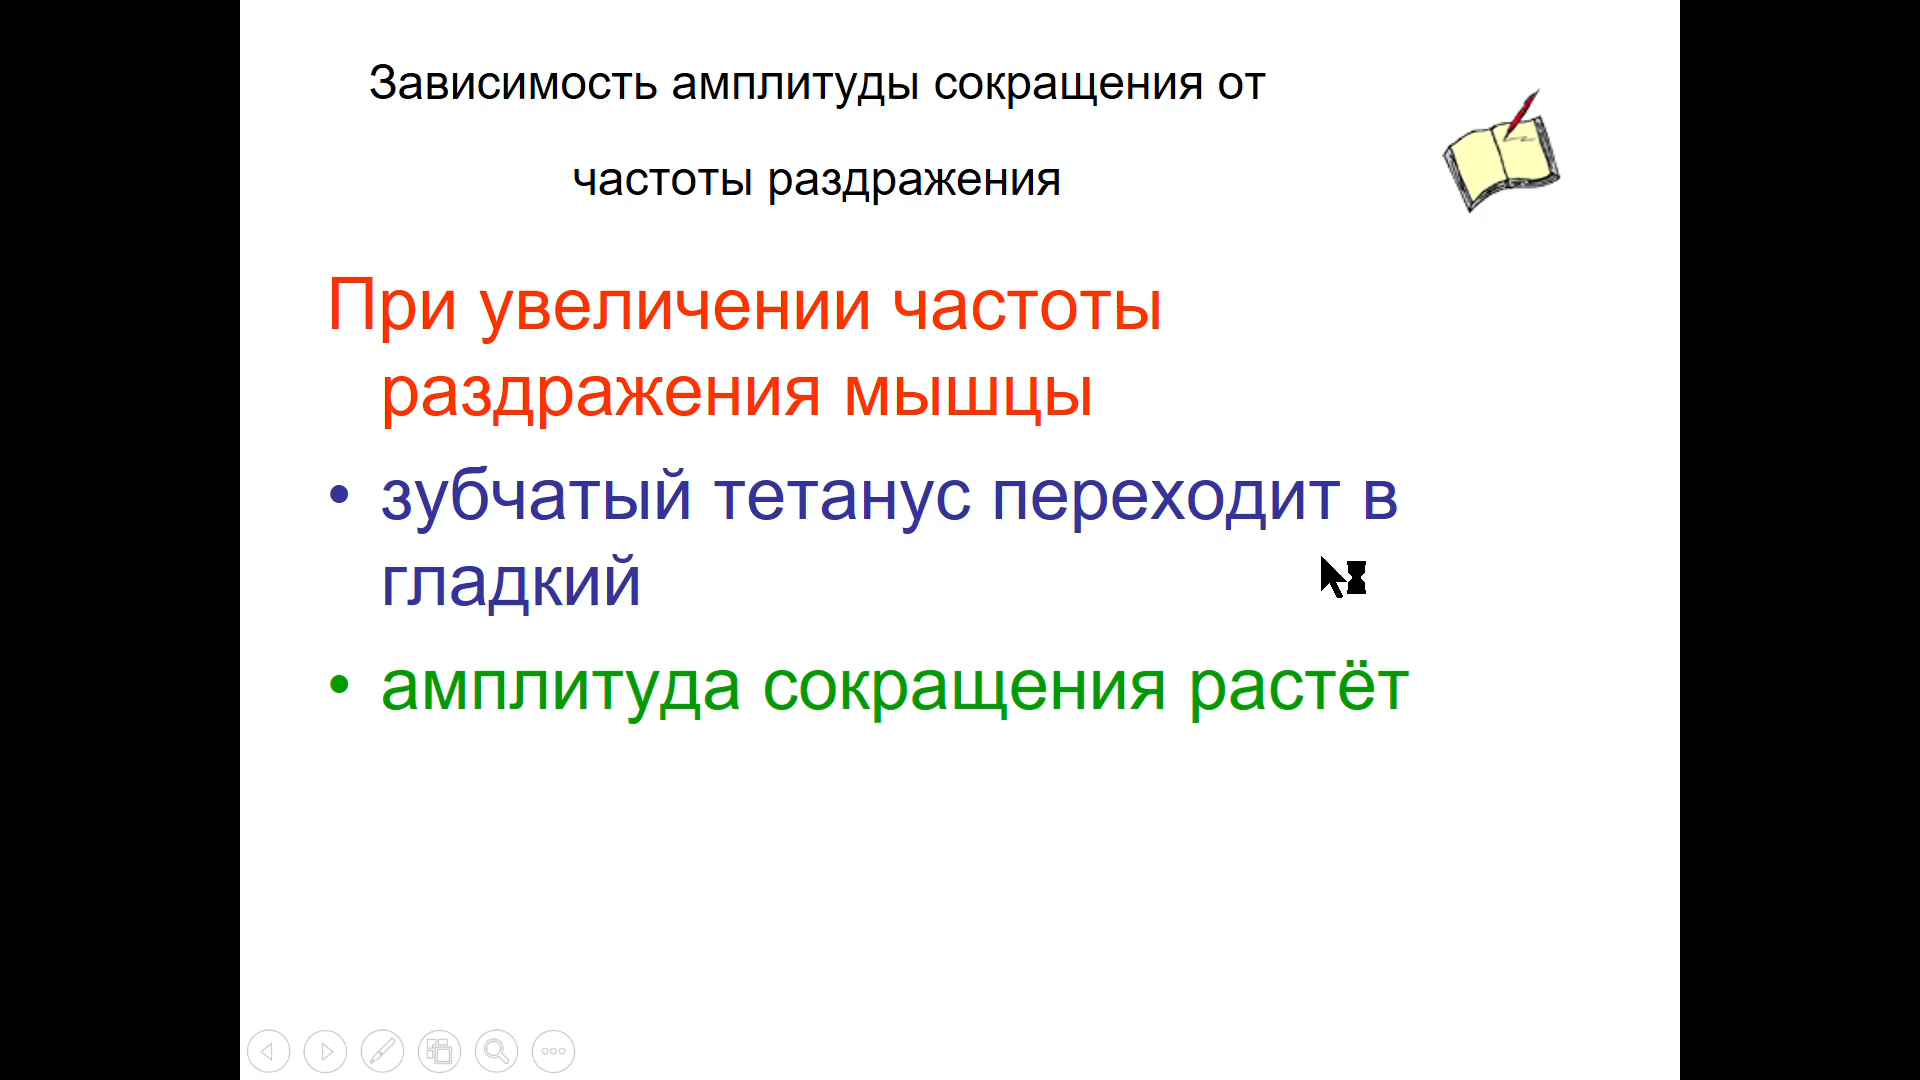 Зависимость амплитуды сокращения от
частоты раздражения
При увеличении частоты
раздражения мышцы
• зубчатый тетанус переходит в
гладкий
• амплитуда сокращения растёт